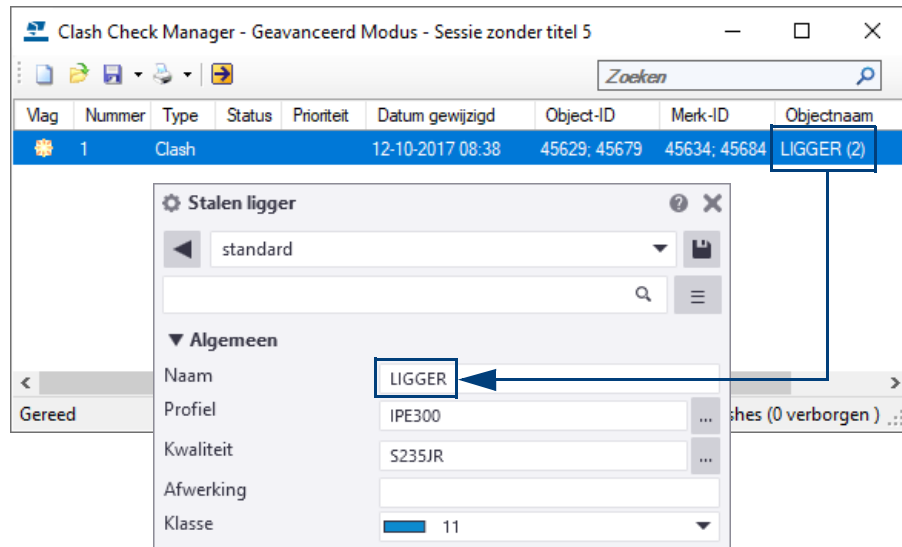 Clash Check Manager - Geavanceerd Modus - Sessie zonder titel 5
Zoeken
Vlag Nummer Type Status Prioriteit Datum gewijzigd Object-ID Merk-ID Objectnaam
1 Clash 12-10-2017 08:38 45629; 45679 45634; 45684 LIGGER (2)
Stalen ligger
standard
Algemeen
Naam LIGGER
Profiel IPE300 ...
Kwaliteit S235JR ...
Afwerking
Klasse 11
Gereed shes (0 verborgen )